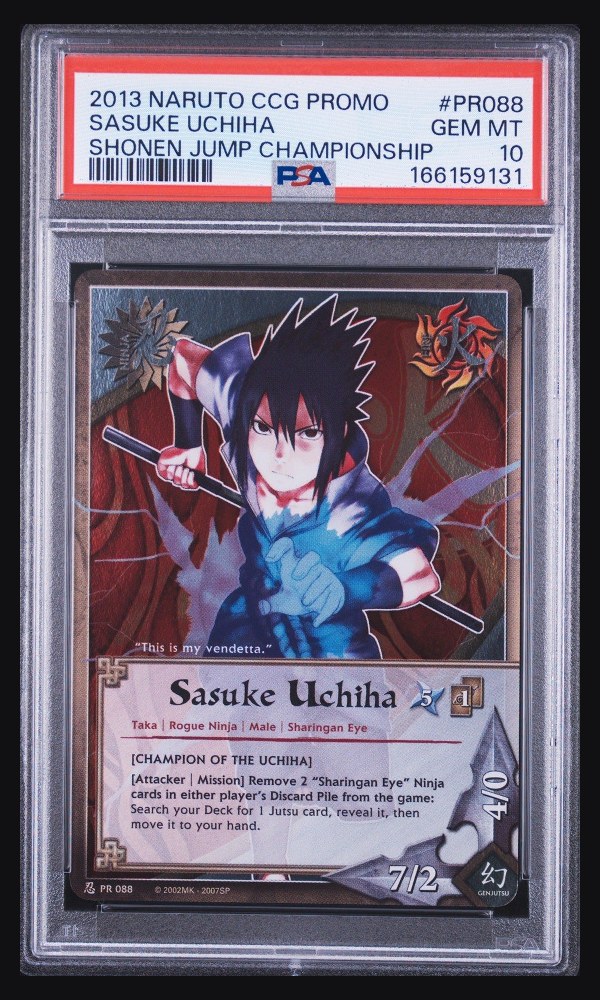 2013 NARUTO CCG PROMO #PR088
SASUKE UCHIHA GEM MT
SHONEN JUMP CHAMPIONSHIP 10
PSA 166159131
NINJA
火
"This is my vendetta."
Sasuke Uchiha 5 1
Taka | Rogue Ninja | Male | Sharingan Eye
[CHAMPION OF THE UCHIHA]
[Attacker | Mission] Remove 2 "Sharingan Eye" Ninja
cards in either player's Discard Pile from the game:
Search your Deck for 1 Jutsu card, reveal it, then
move it to your hand.
4/0
7/2
幻
GENJUTSU
忍 PR 088 © 2002MK - 2007SP
PSA